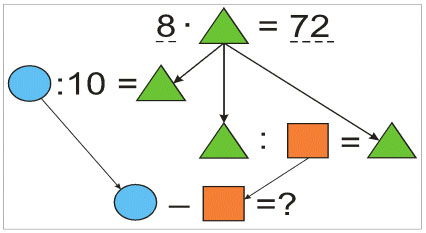 8 · = 72
:10 =
: =
– =?